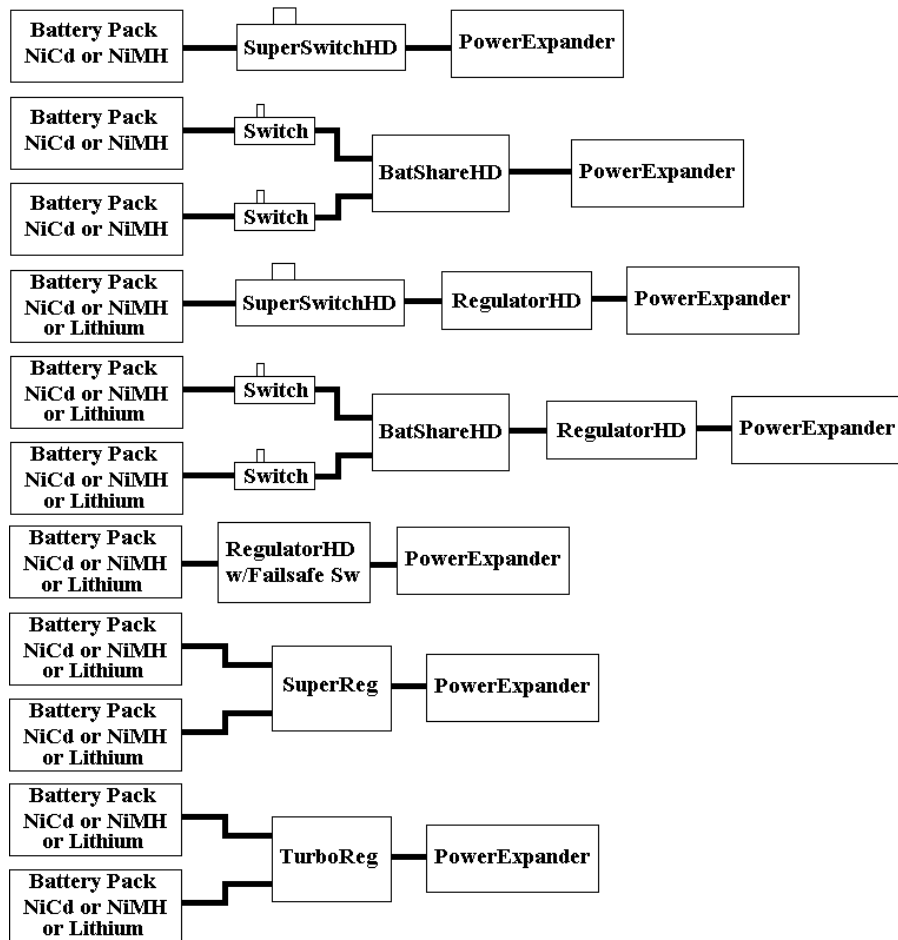 Battery Pack
NiCd or NiMH
SuperSwitchHD
PowerExpander
Battery Pack
NiCd or NiMH
Switch
Battery Pack
NiCd or NiMH
Switch
BatShareHD
PowerExpander
Battery Pack
NiCd or NiMH
or Lithium
SuperSwitchHD
RegulatorHD
PowerExpander
Battery Pack
NiCd or NiMH
or Lithium
Switch
Battery Pack
NiCd or NiMH
or Lithium
Switch
BatShareHD
RegulatorHD
PowerExpander
Battery Pack
NiCd or NiMH
or Lithium
RegulatorHD
w/Failsafe Sw
PowerExpander
Battery Pack
NiCd or NiMH
or Lithium
Battery Pack
NiCd or NiMH
or Lithium
SuperReg
PowerExpander
Battery Pack
NiCd or NiMH
or Lithium
Battery Pack
NiCd or NiMH
or Lithium
TurboReg
PowerExpander